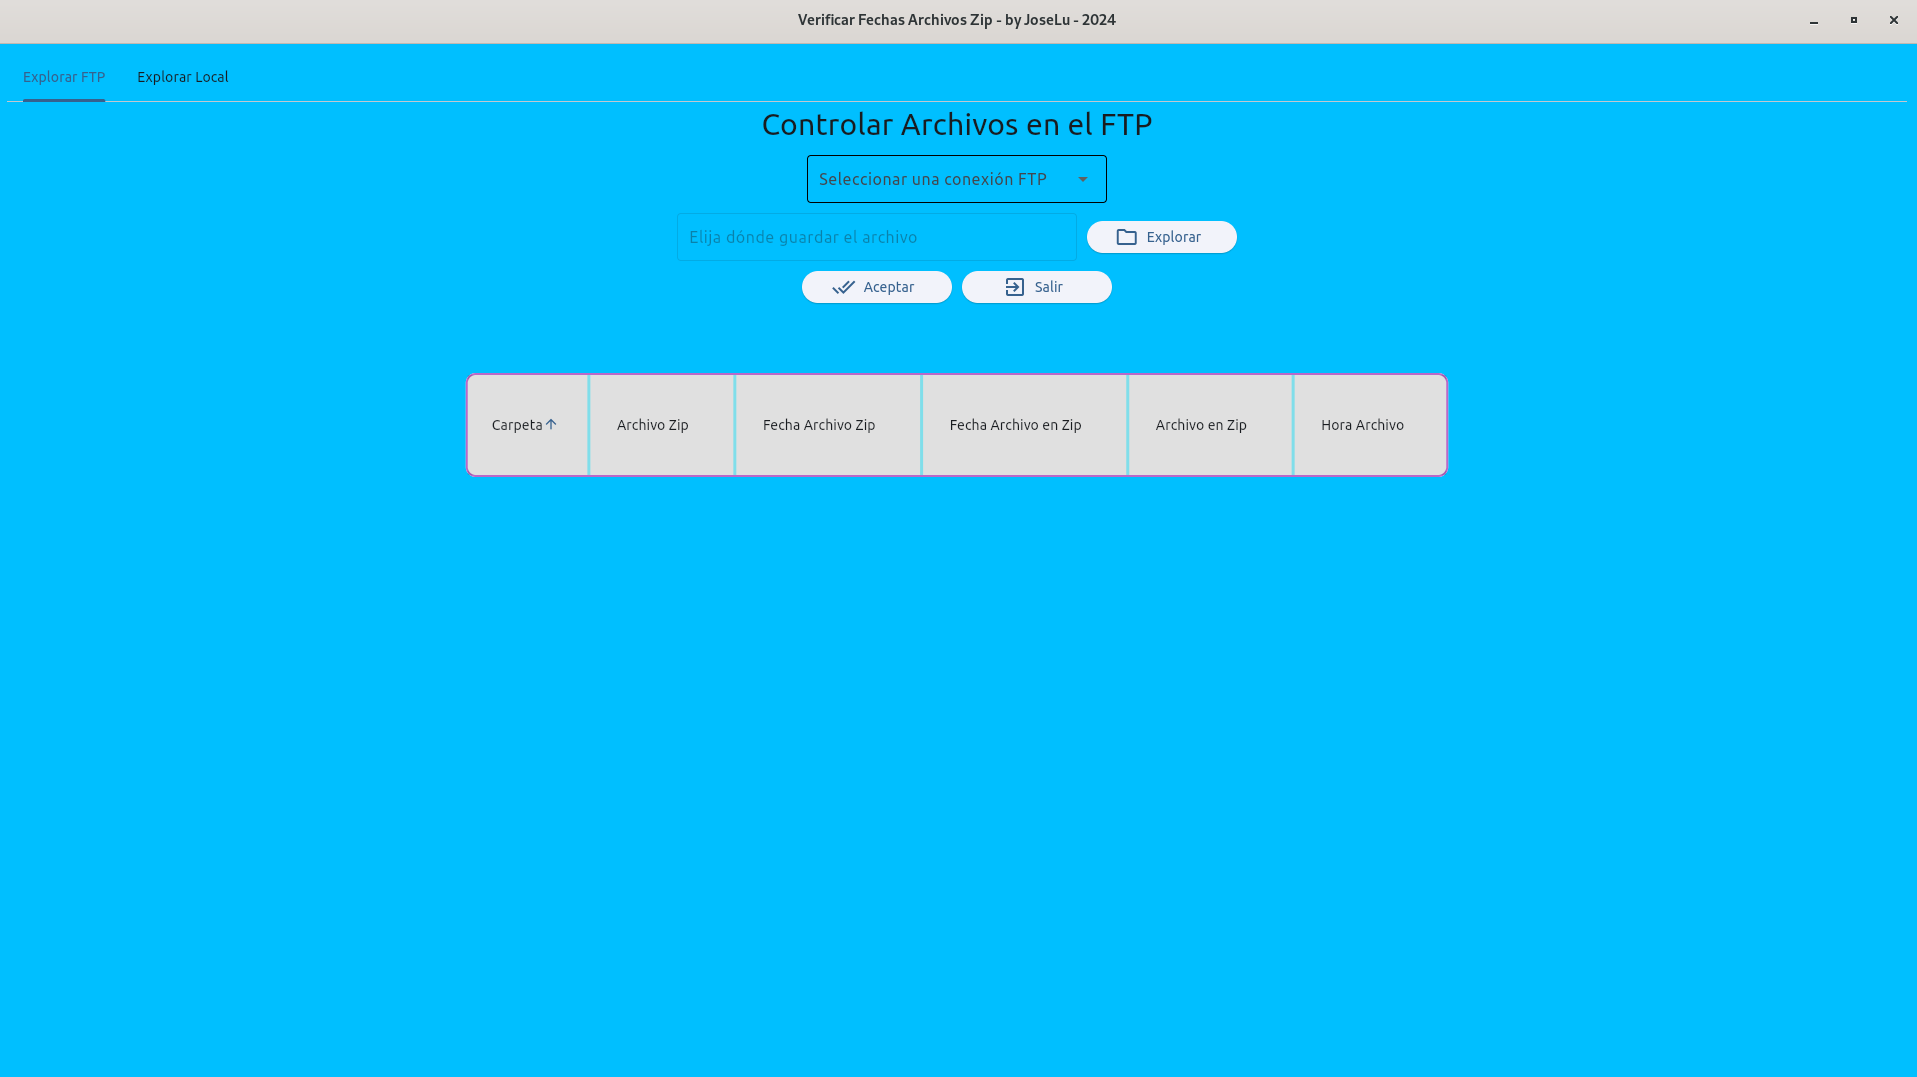 Verificar Fechas Archivos Zip - by JoseLu - 2024
Explorar FTP Explorar Local
Controlar Archivos en el FTP
Seleccionar una conexión FTP
Elija dónde guardar el archivo Explorar
Aceptar Salir
Carpeta Archivo Zip Fecha Archivo Zip Fecha Archivo en Zip Archivo en Zip Hora Archivo